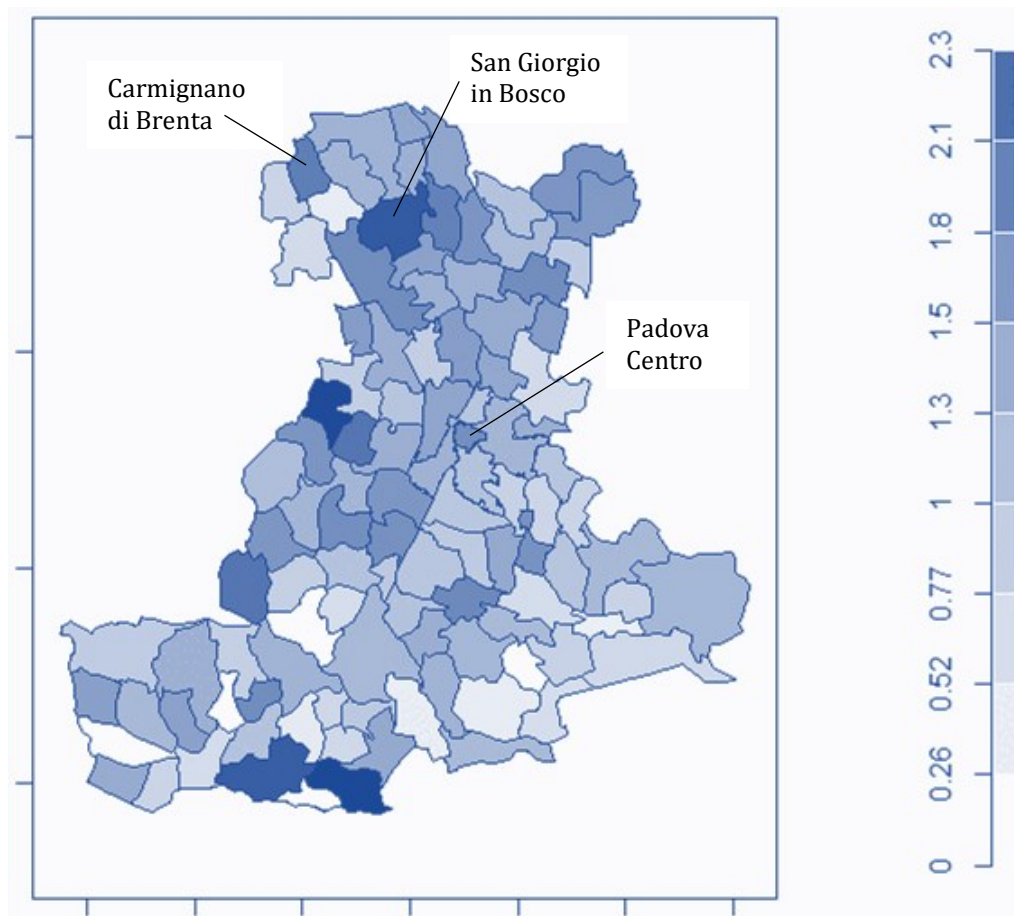 San Giorgio
in Bosco
Carmignano
di Brenta
Padova
Centro
2.3
2.1
1.8
1.5
1.3
1
0.77
0.52
0.26
0